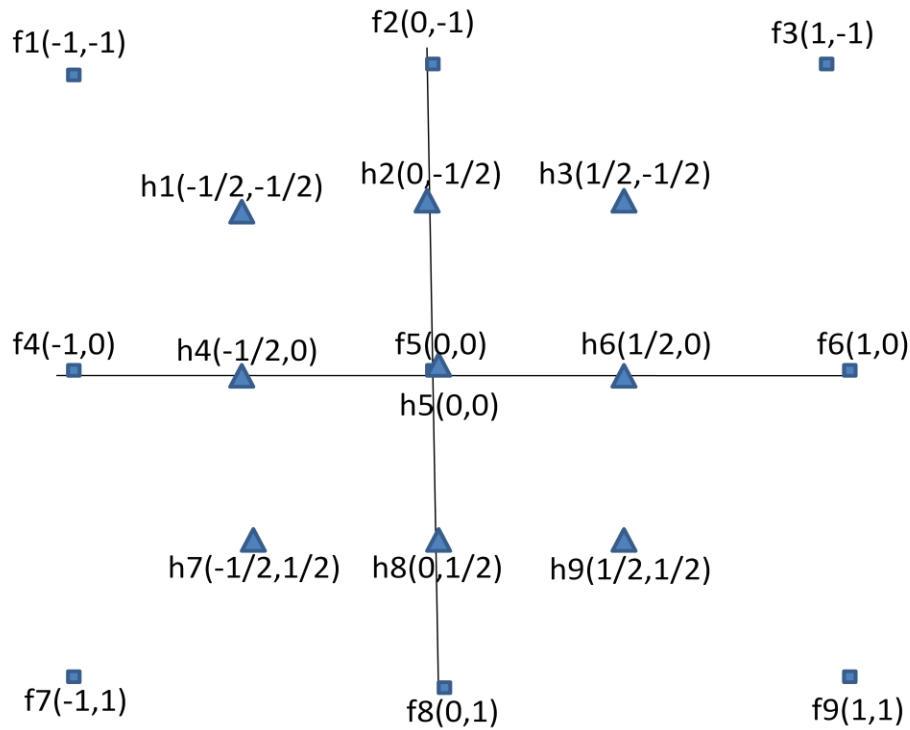 f1(-1,-1)
f2(0,-1)
f3(1,-1)
h1(-1/2,-1/2)
h2(0,-1/2)
h3(1/2,-1/2)
f4(-1,0)
h4(-1/2,0)
f5(0,0)
h6(1/2,0)
f6(1,0)
h5(0,0)
h7(-1/2,1/2)
h8(0,1/2)
h9(1/2,1/2)
f7(-1,1)
f8(0,1)
f9(1,1)